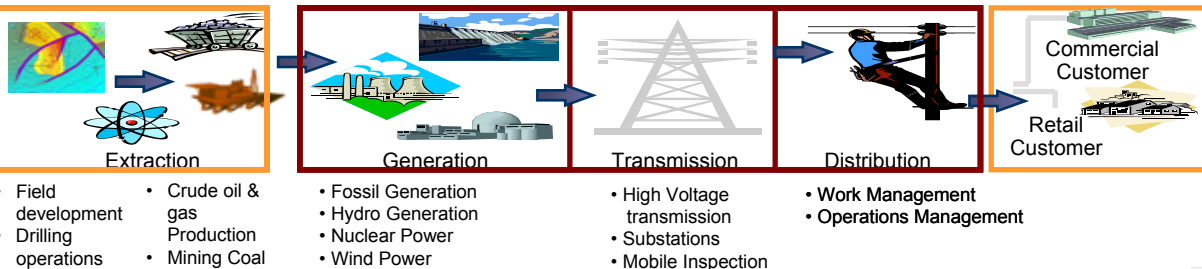 Extraction
Generation
Transmission
Distribution
Commercial
Customer
Retail
Customer
• Field
development
• Drilling
operations
• Crude oil &
gas
Production
• Mining Coal
• Fossil Generation
• Hydro Generation
• Nuclear Power
• Wind Power
• High Voltage
transmission
• Substations
• Mobile Inspection
• Work Management
• Operations Management